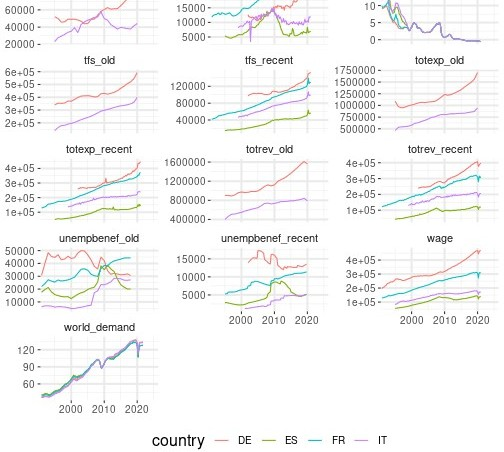 60000
40000
20000
15000
10000
5000
10
5
0
tfs_old
tfs_recent
totexp_old
6e+05
5e+05
4e+05
3e+05
2e+05
120000
80000
40000
1750000
1500000
1250000
1000000
750000
500000
totexp_recent
totrev_old
totrev_recent
4e+05
3e+05
2e+05
1e+05
1600000
1200000
800000
400000
4e+05
3e+05
2e+05
1e+05
unempbenef_old
unempbenef_recent
wage
50000
40000
30000
20000
10000
15000
10000
5000
4e+05
3e+05
2e+05
1e+05
world_demand
2000 2010 2020
2000 2010 2020
120
90
60
2000 2010 2020
country DE ES FR IT